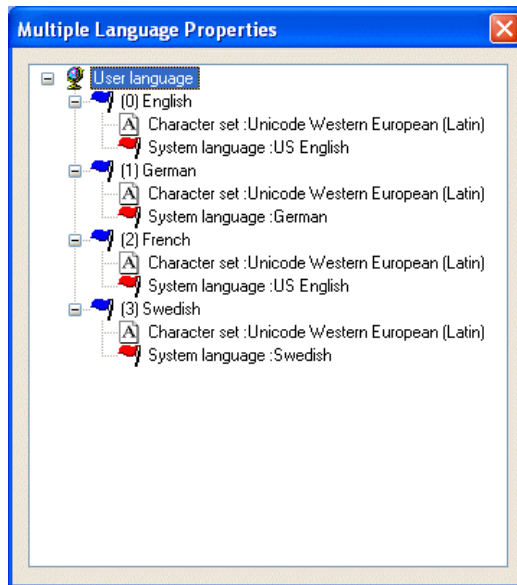 Multiple Language Properties
User language
(0) English
Character set :Unicode Western European (Latin)
System language :US English
(1) German
Character set :Unicode Western European (Latin)
System language :German
(2) French
Character set :Unicode Western European (Latin)
System language :US English
(3) Swedish
Character set :Unicode Western European (Latin)
System language :Swedish